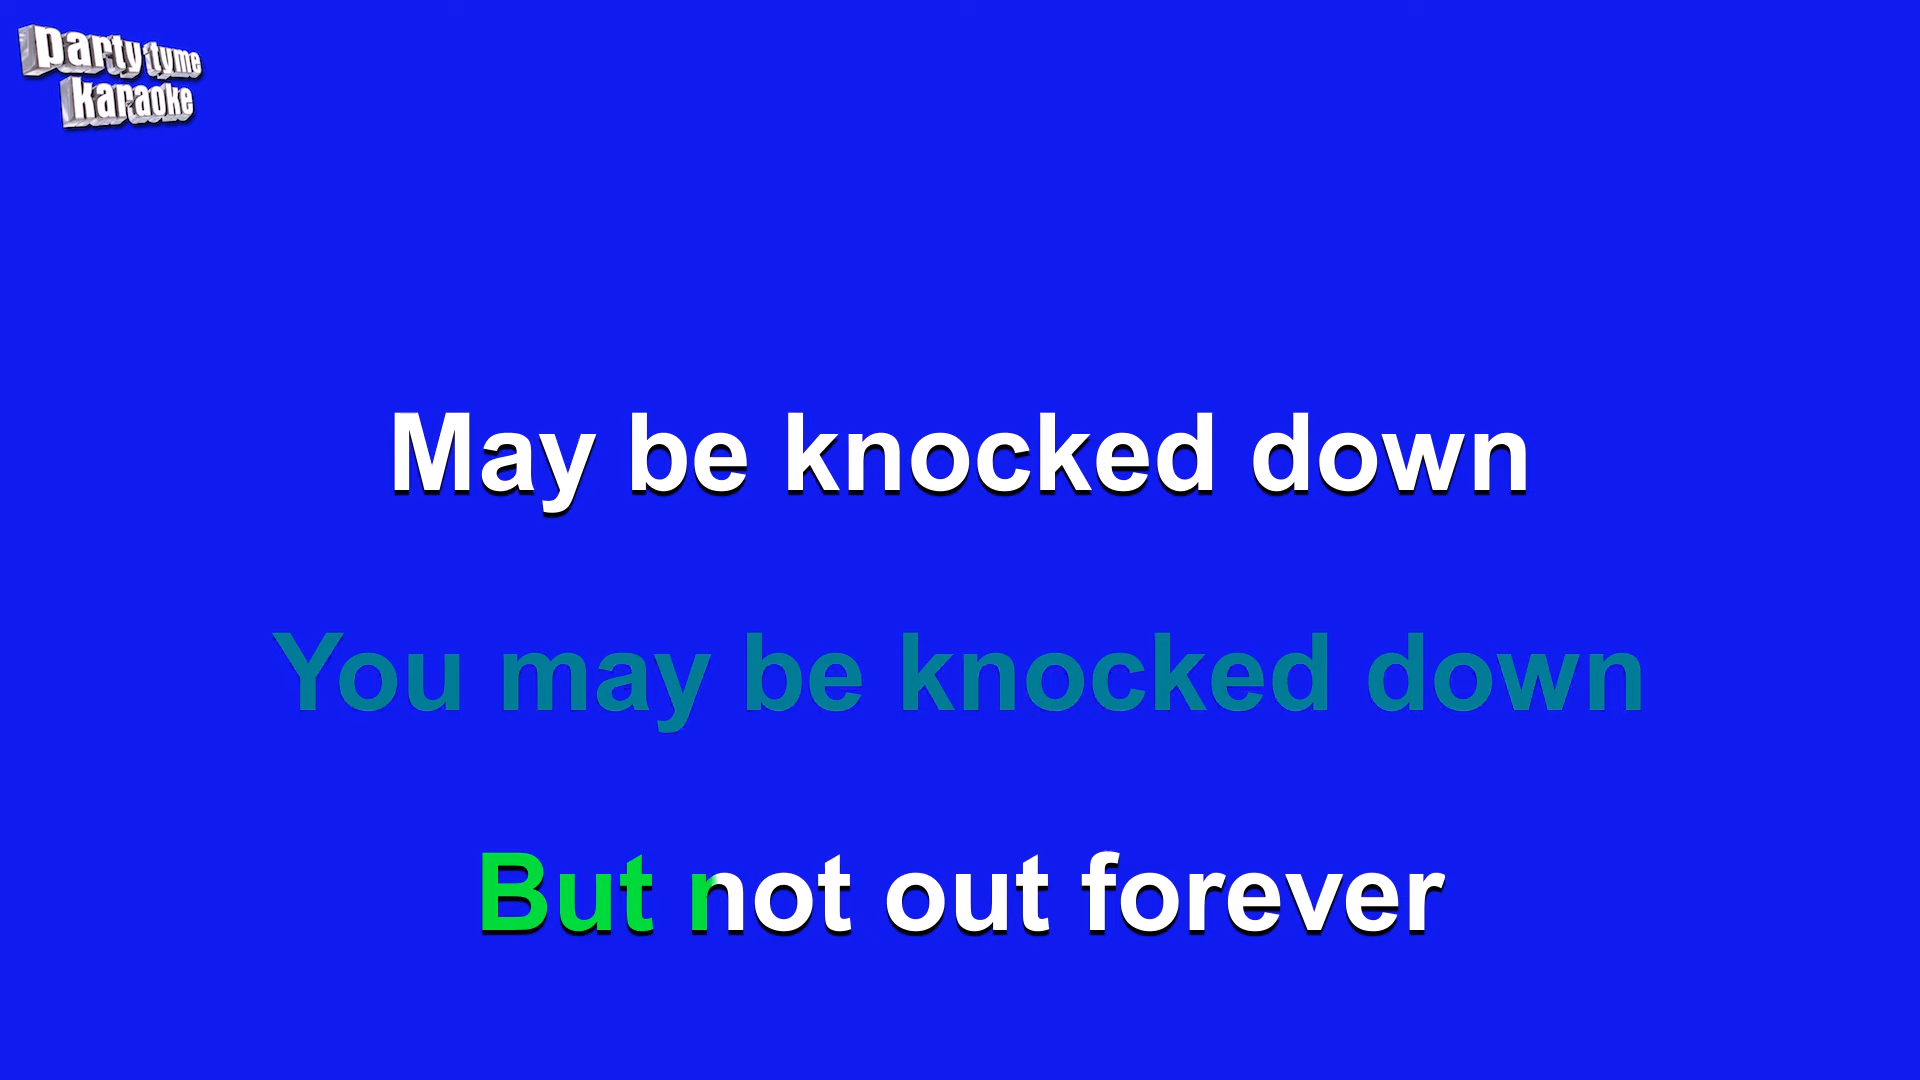 party tyme
karaoke
May be knocked down
You may be knocked down
But not out forever